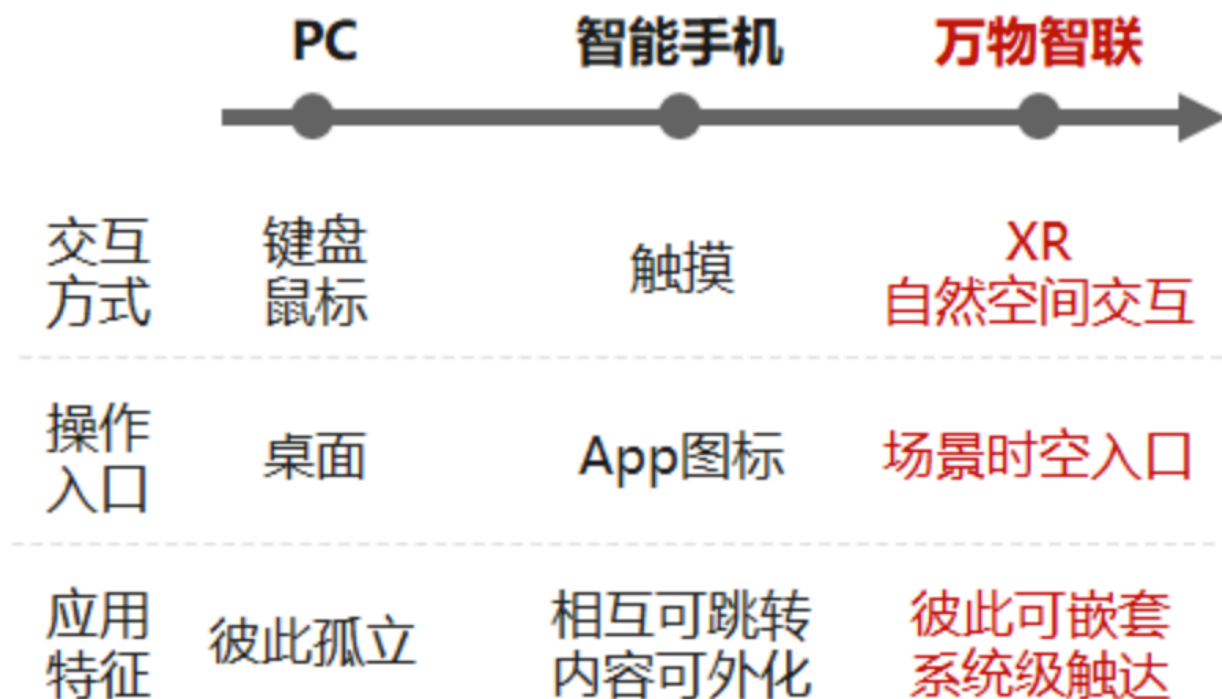 PC 智能手机 万物智联
交互 键盘 XR
方式 鼠标 触摸 自然空间交互
操作
入口 桌面 App图标 场景时空入口
应用 相互可跳转 彼此可嵌套
特征 彼此孤立 内容可外化 系统级触达